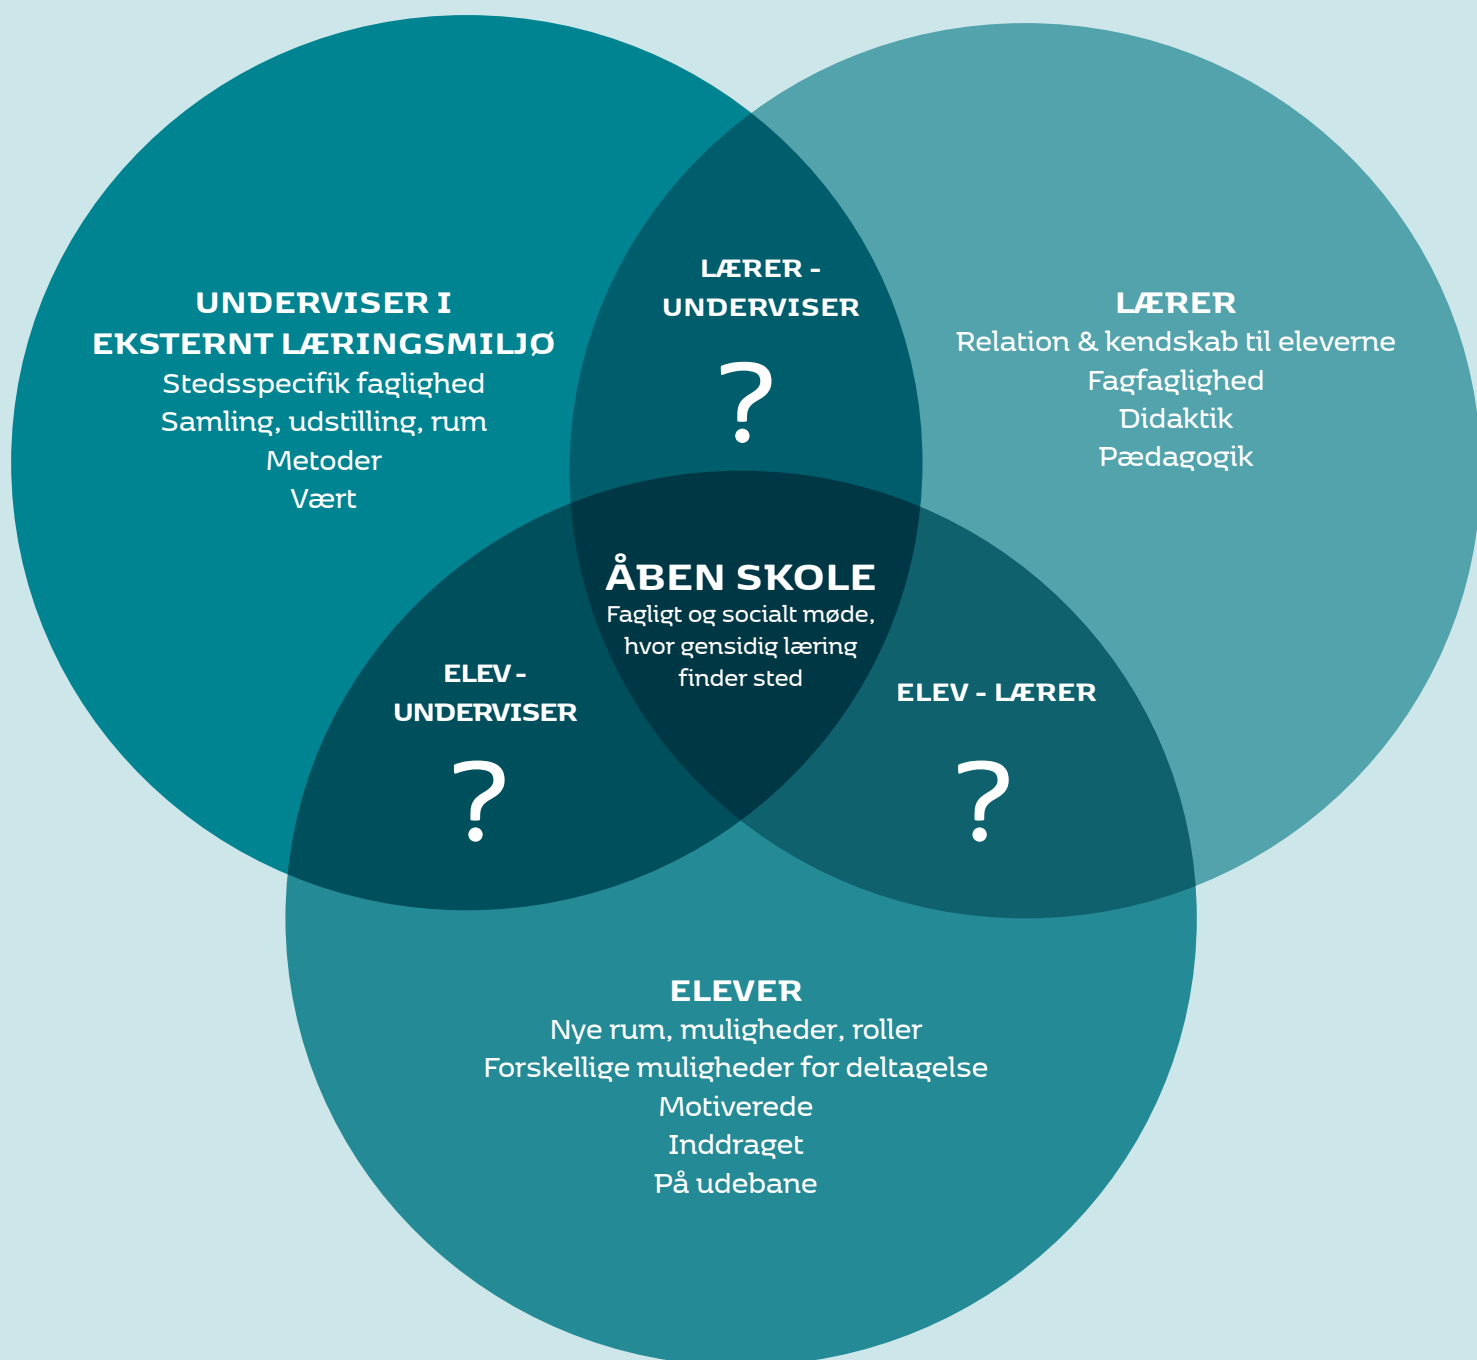 UNDERVISER I
EKSTERNT LÆRINGSMILJØ
Stedsspecifik faglighed
Samling, udstilling, rum
Metoder
Vært
LÆRER -
UNDERVISER
?
LÆRER
Relation & kendskab til eleverne
Fagfaglighed
Didaktik
Pædagogik
ÅBEN SKOLE
Fagligt og socialt møde,
hvor gensidig læring
finder sted
ELEV -
UNDERVISER
?
ELEV - LÆRER
?
ELEVER
Nye rum, muligheder, roller
Forskellige muligheder for deltagelse
Motiverede
Inddraget
På udebane